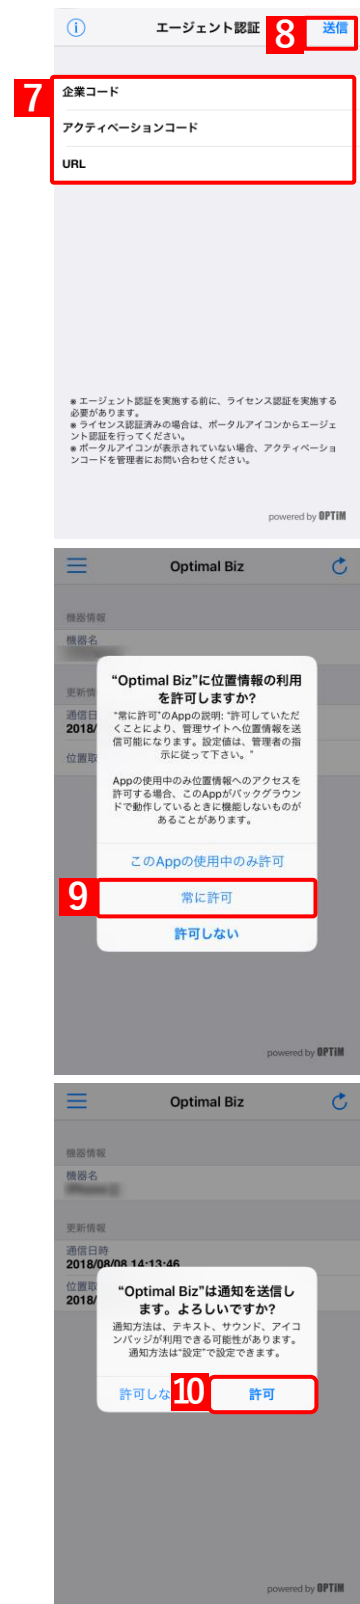 エージェント認証
8
送信
7
企業コード
アクティベーションコード
URL
※ エージェント認証を実施する前に、ライセンス認証を実施する
必要があります。
※ ライセンス認証済みの場合は、ポータルアイコンからエージェ
ント認証を行ってください。
※ ポータルアイコンが表示されていない場合、アクティベーショ
ンコードを管理者にお問い合わせください。
powered by OPTiM
Optimal Biz
機器情報
機器名
更新情
通信日
2018/
位置取
“Optimal Biz”に位置情報の利用
を許可しますか?
“常に許可”のAppの説明: “許可していただ
くことにより、管理サイトへ位置情報を送
信可能になります。設定値は、管理者の指
示に従って下さい。”
Appの使用中のみ位置情報へのアクセスを
許可する場合、このAppがバックグラウン
ドで動作しているときに機能しないものが
あることがあります。
このAppの使用中のみ許可
9
常に許可
許可しない
powered by OPTiM
Optimal Biz
機器情報
機器名
更新情報
通信日時
2018/08/08 14:13:46
位置取
2018/
“Optimal Biz”は通知を送信し
ます。よろしいですか?
通知方法は、テキスト、サウンド、アイコ
ンバッジが利用できる可能性があります。
通知方法は“設定”で設定できます。
許可しな
10
許可
powered by OPTiM